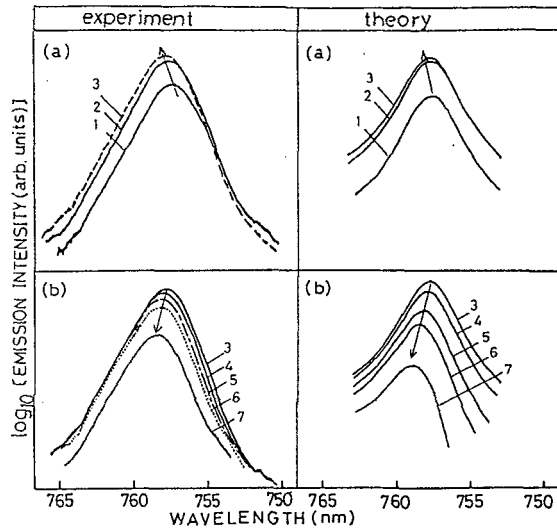 experiment
theory
(a)
3
2
1
(a)
3
2
1
(b)
3
4
5
6
7
(b)
3
4
5
6
7
log10 [EMISSION INTENSITY (arb. units)]
765 760 755 750
765 760 755 750
WAVELENGTH (nm)